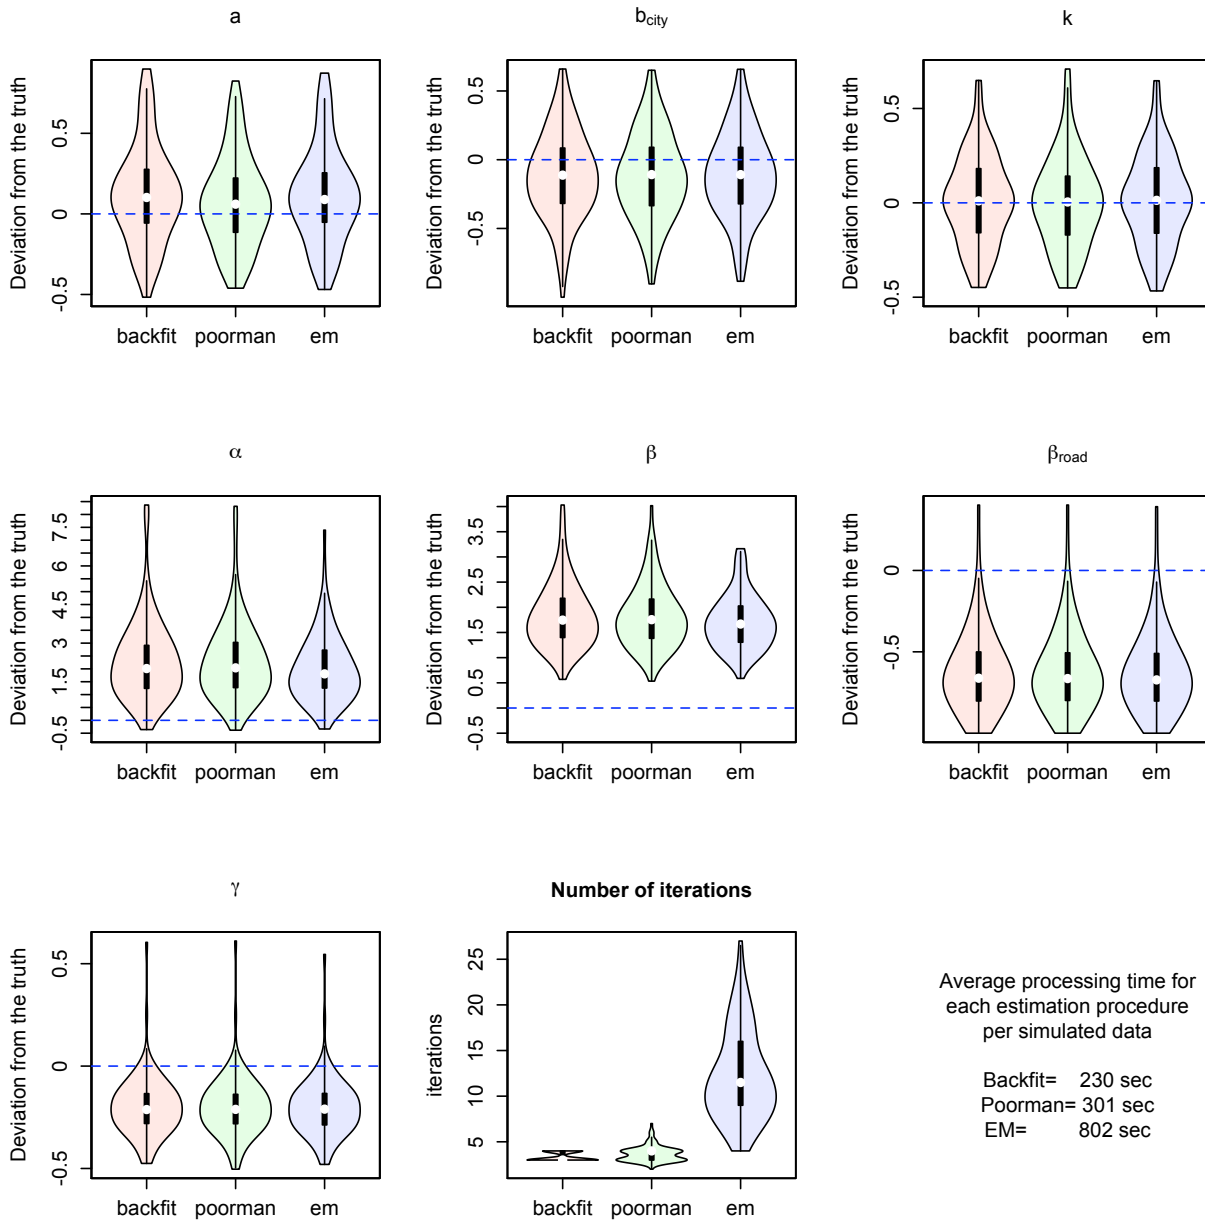 a
b_city
k
Deviation from the truth
0.5
0
-0.5
backfit poorman em
Deviation from the truth
0.5
0
-0.5
backfit poorman em
Deviation from the truth
0.5
0
-0.5
backfit poorman em
α
β
β_road
Deviation from the truth
7.5
6
4.5
3
1.5
-0.5
backfit poorman em
Deviation from the truth
3.5
2.5
1.5
0.5
-0.5
backfit poorman em
Deviation from the truth
0
-0.5
backfit poorman em
γ
Number of iterations
Deviation from the truth
0.5
0
-0.5
backfit poorman em
iterations
25
20
15
10
5
backfit poorman em
Average processing time for
each estimation procedure
per simulated data
Backfit= 230 sec
Poorman= 301 sec
EM= 802 sec